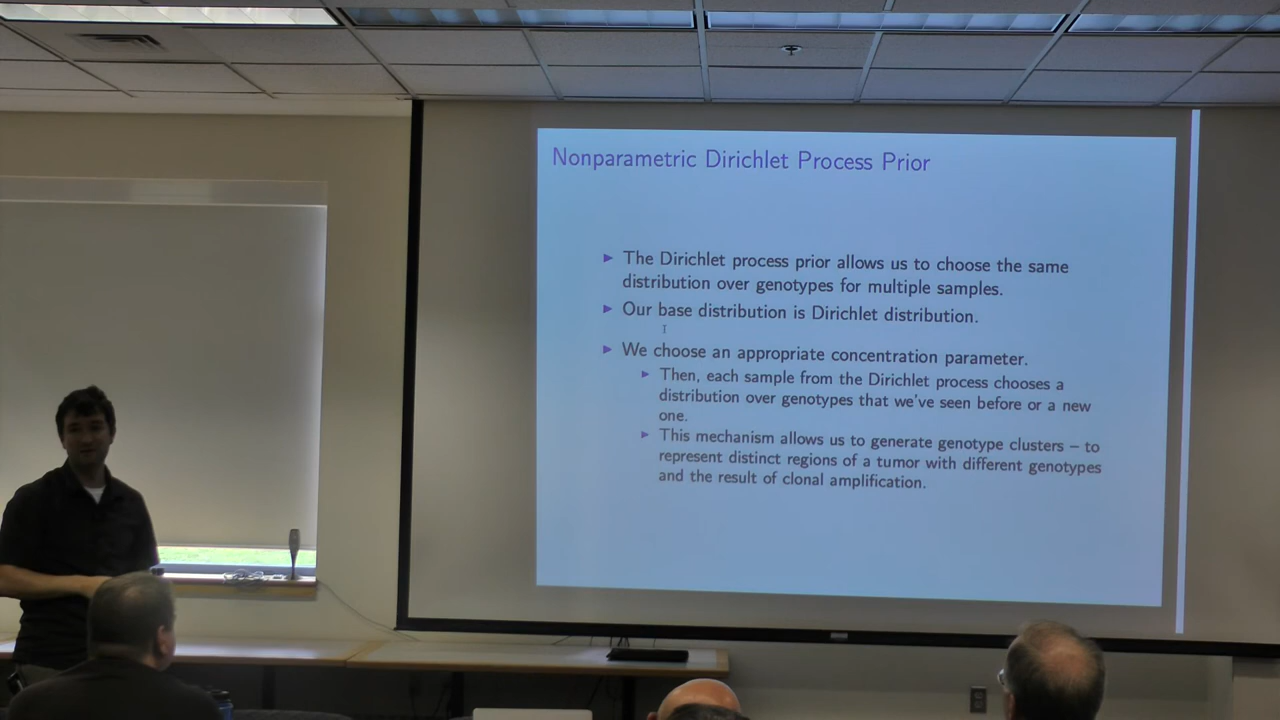 Nonparametric Dirichlet Process Prior
The Dirichlet process prior allows us to choose the same
distribution over genotypes for multiple samples.
Our base distribution is Dirichlet distribution.
We choose an appropriate concentration parameter.
Then, each sample from the Dirichlet process chooses a
distribution over genotypes that we've seen before or a new
one.
This mechanism allows us to generate genotype clusters – to
represent distinct regions of a tumor with different genotypes
and the result of clonal amplification.